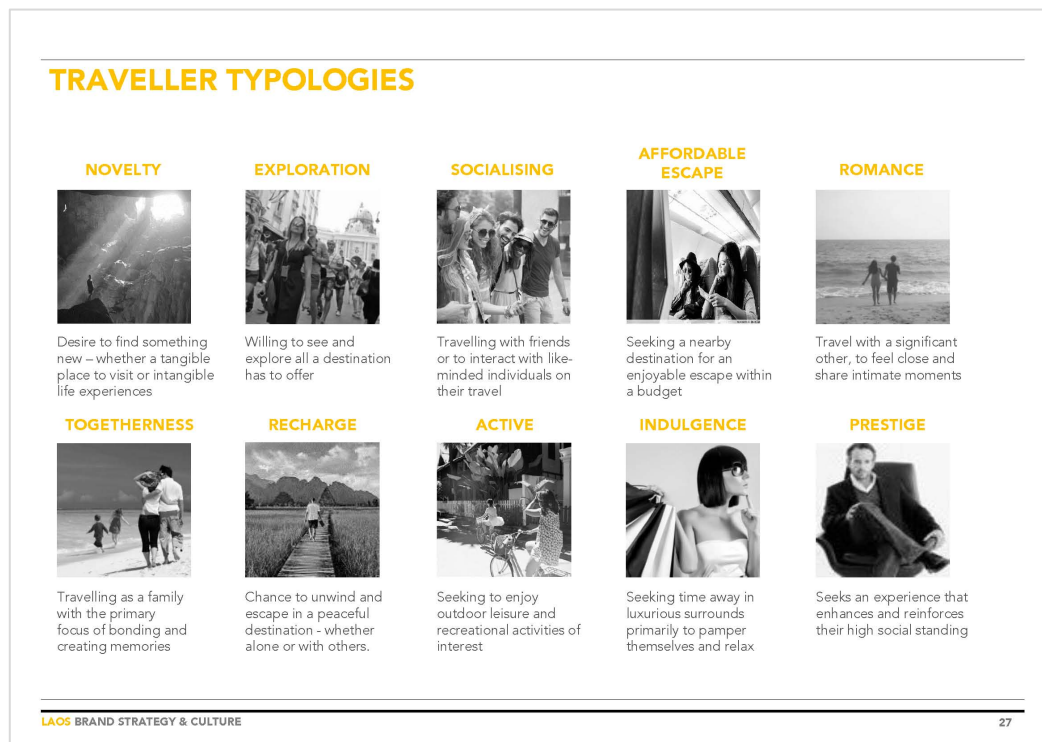 TRAVELLER TYPOLOGIES
NOVELTY
Desire to find something
new – whether a tangible
place to visit or intangible
life experiences
EXPLORATION
Willing to see and
explore all a destination
has to offer
SOCIALISING
Travelling with friends
or to interact with like-
minded individuals on
their travel
AFFORDABLE
ESCAPE
Seeking a nearby
destination for an
enjoyable escape within
a budget
ROMANCE
Travel with a significant
other, to feel close and
share intimate moments
TOGETHERNESS
Travelling as a family
with the primary
focus of bonding and
creating memories
RECHARGE
Chance to unwind and
escape in a peaceful
destination - whether
alone or with others.
ACTIVE
Seeking to enjoy
outdoor leisure and
recreational activities of
interest
INDULGENCE
Seeking time away in
luxurious surrounds
primarily to pamper
themselves and relax
PRESTIGE
Seeks an experience that
enhances and reinforces
their high social standing
LAOS BRAND STRATEGY & CULTURE
27